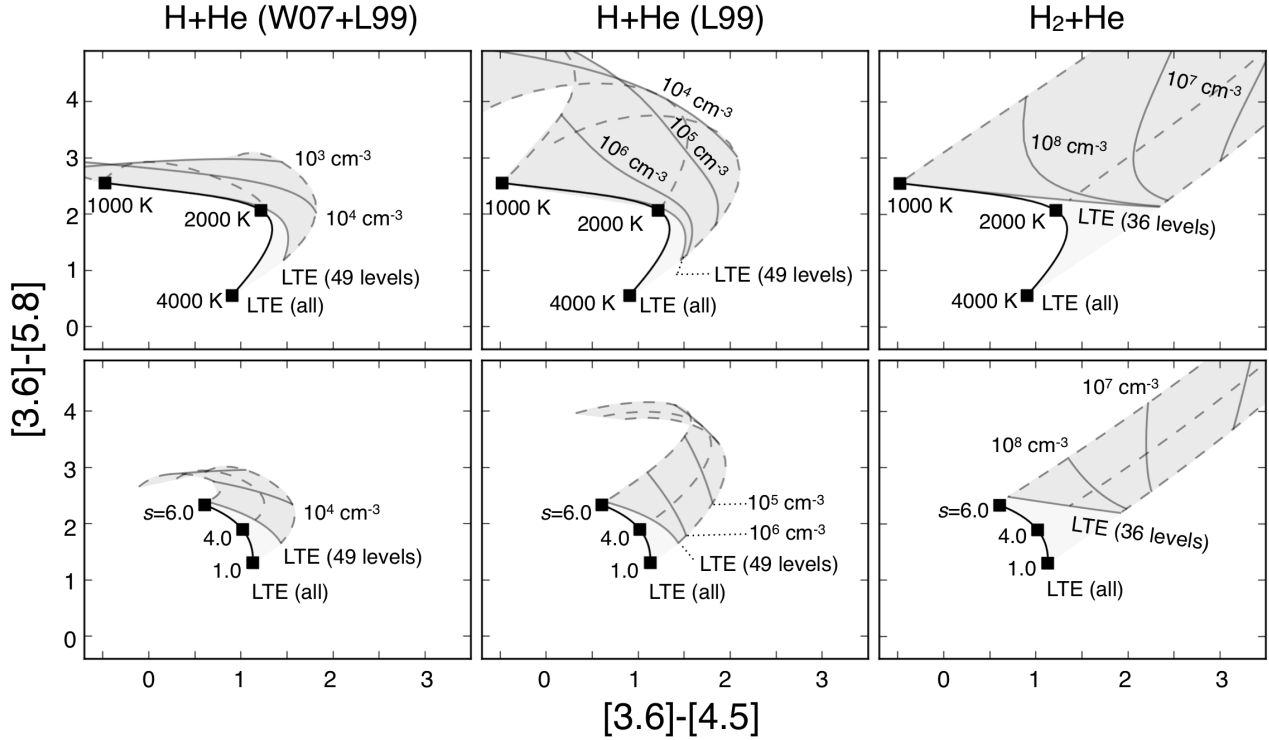 H+He (W07+L99)
H+He (L99)
H₂+He
[3.6]-[5.8]
4
3
2
1
0
10³ cm⁻³
10⁴ cm⁻³
1000 K
2000 K
4000 K
LTE (49 levels)
LTE (all)
10⁴ cm⁻³
10⁵ cm⁻³
10⁶ cm⁻³
1000 K
2000 K
4000 K
LTE (49 levels)
LTE (all)
10⁷ cm⁻³
10⁸ cm⁻³
1000 K
2000 K
4000 K
LTE (36 levels)
LTE (all)
4
3
2
1
0
s=6.0
4.0
1.0
10⁴ cm⁻³
LTE (49 levels)
LTE (all)
s=6.0
4.0
1.0
10⁵ cm⁻³
10⁶ cm⁻³
LTE (49 levels)
LTE (all)
10⁷ cm⁻³
10⁸ cm⁻³
s=6.0
4.0
1.0
LTE (36 levels)
LTE (all)
0 1 2 3
0 1 2 3
0 1 2 3
[3.6]-[4.5]